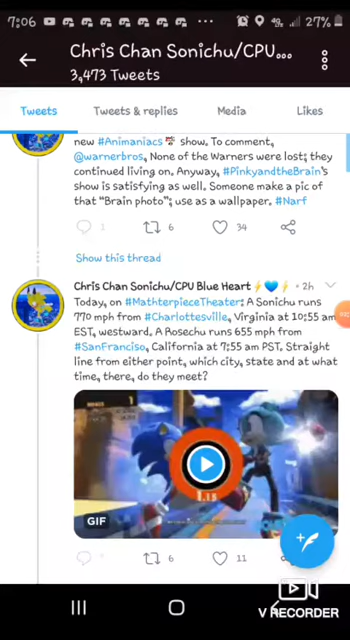 7:06
27%
Chris Chan Sonichu/CPU...
3,473 Tweets
Tweets
Tweets & replies
Media
Likes
new #Animaniacs show. To comment,
@warnerbros, None of the Warners were lost; they
continued living on. Anyway, #PinkyandtheBrain's
show is satisfying as well. Someone make a pic of
that "Brain photo"; use as a wallpaper. #Narf
1
6
34
Show this thread
Chris Chan Sonichu/CPU Blue Heart⚡💙⚡ • 2h
Today, on #MathterpieceTheater: A Sonichu runs
770 mph from #Charlottesville, Virginia at 10:55 am
EST, westward. A Rosechu runs 655 mph from
#SanFranciso, California at 7:55 am PST. Straight
line from either point, which city, state and at what
time, there, do they meet?
1.15
GIF
6
11
V RECORDER